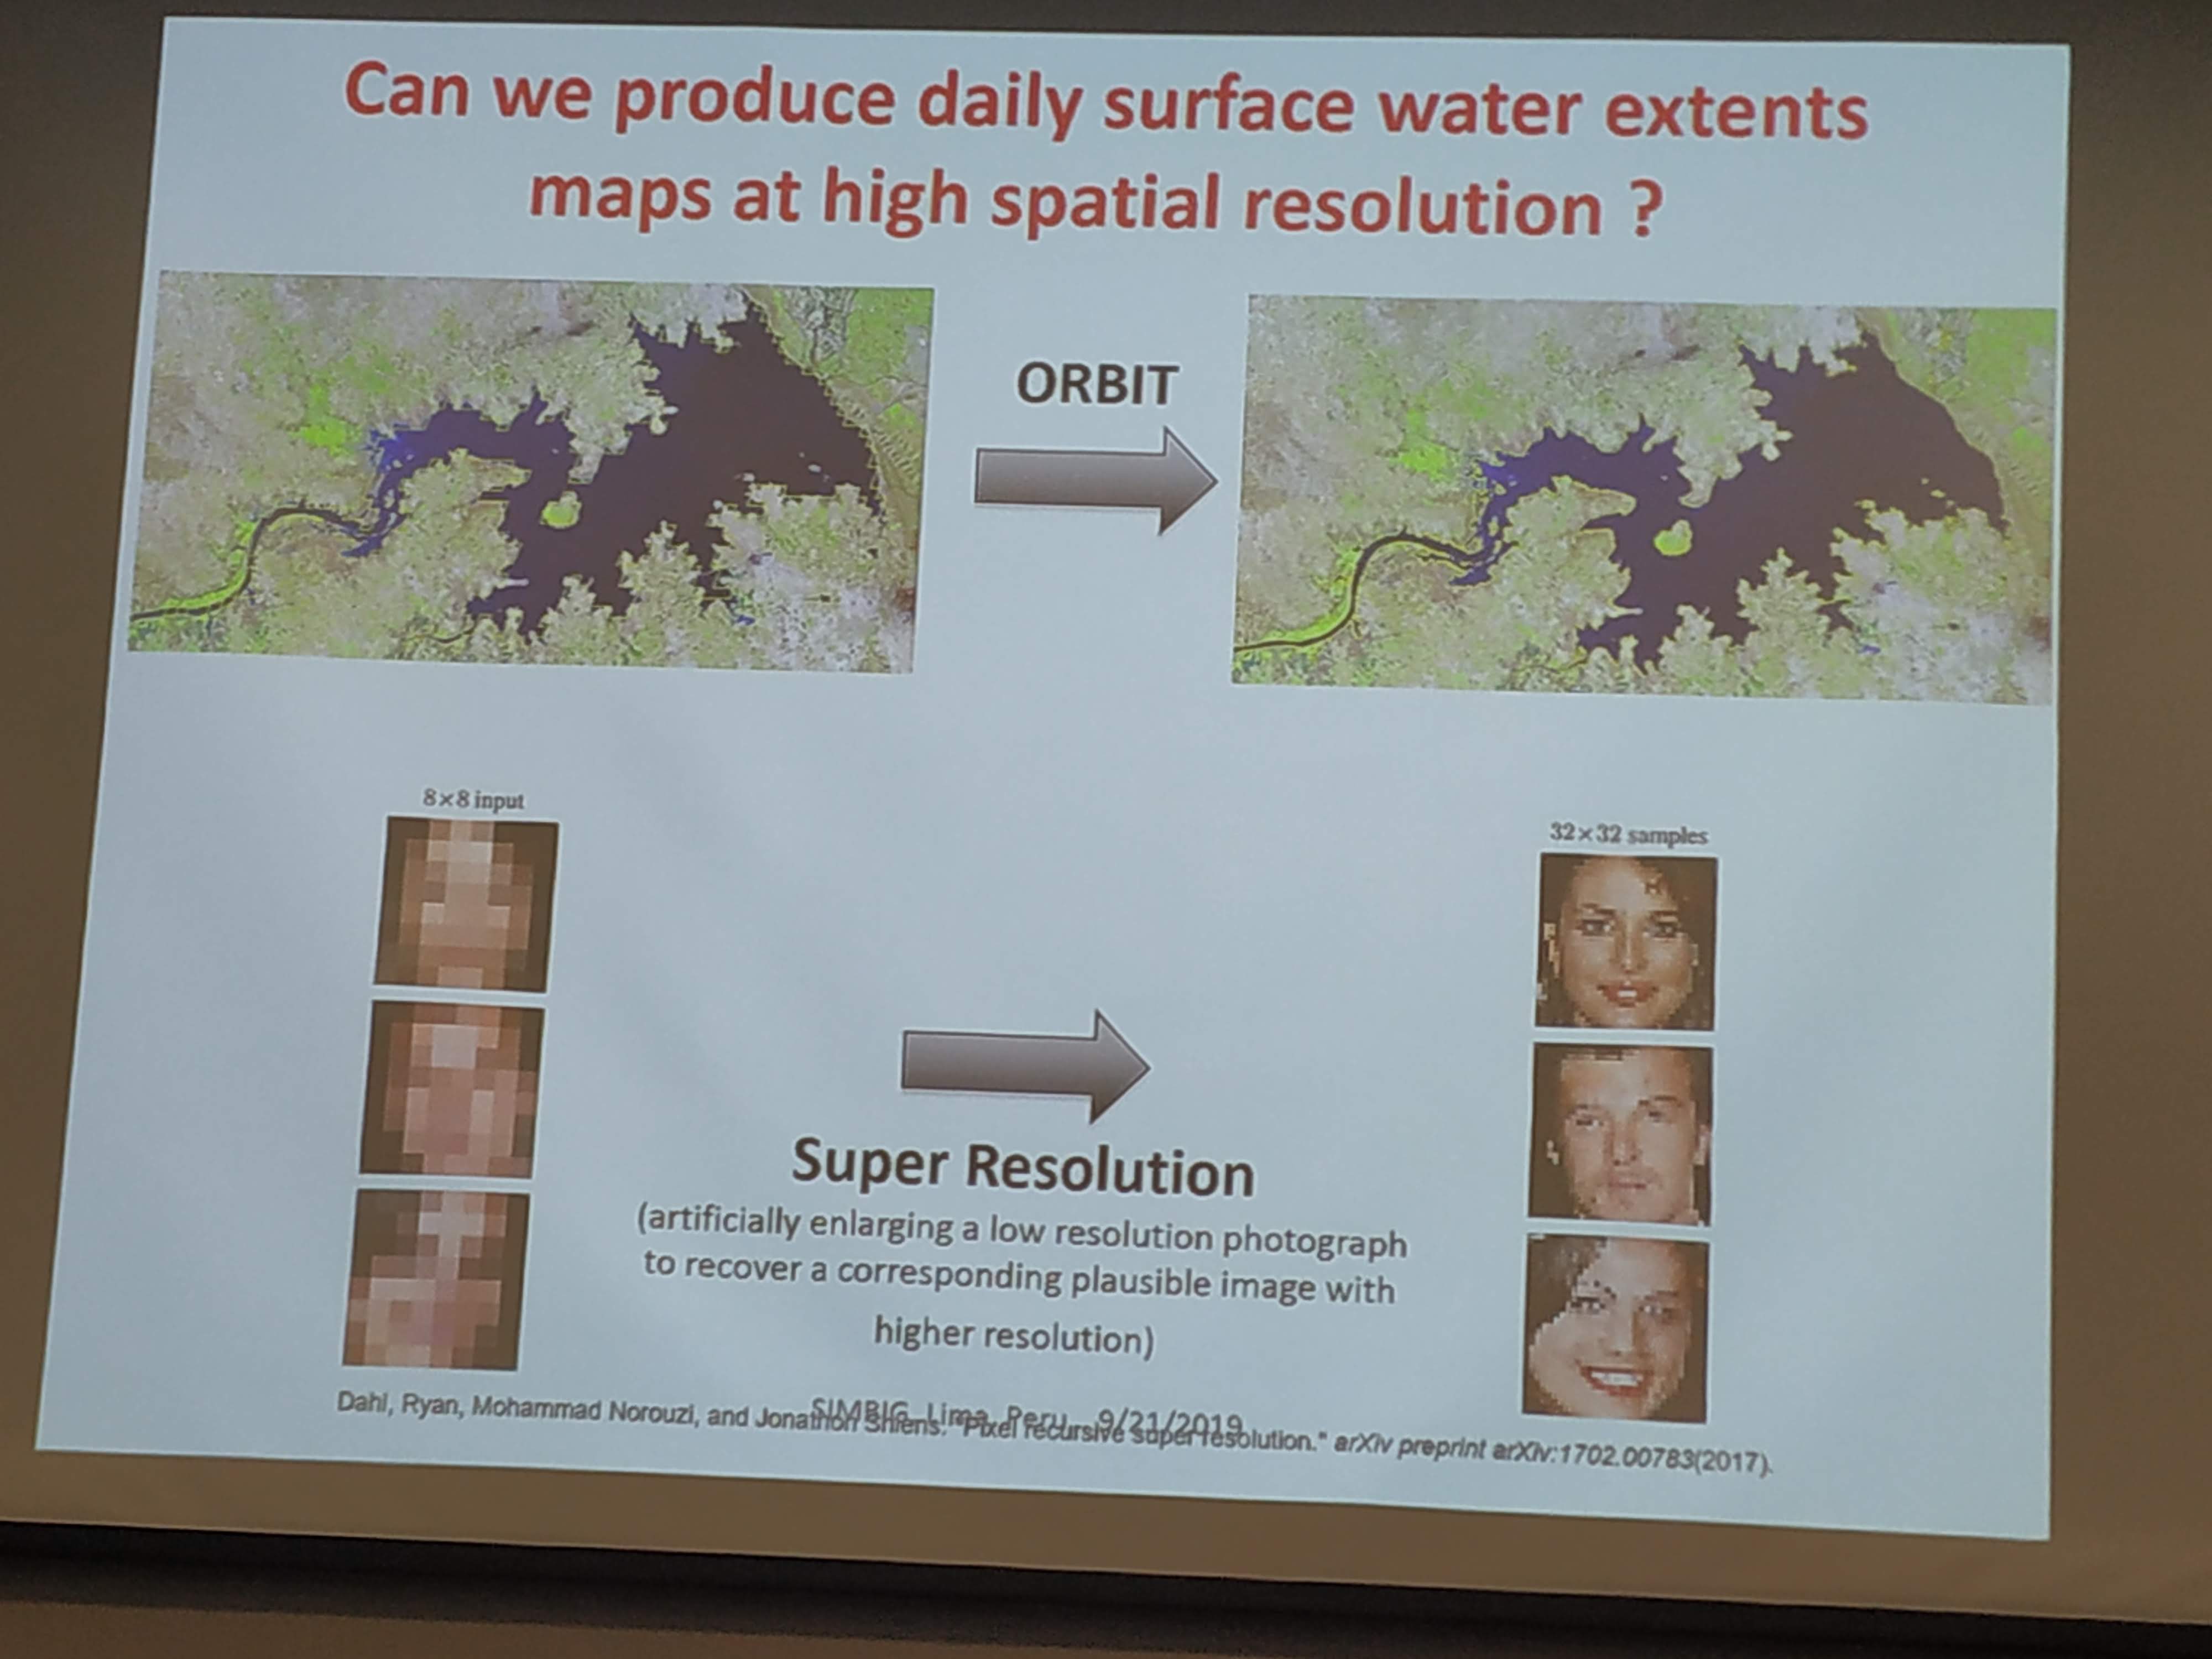 Can we produce daily surface water extents
maps at high spatial resolution ?
ORBIT
8×8 input
32×32 samples
Super Resolution
(artificially enlarging a low resolution photograph
to recover a corresponding plausible image with
higher resolution)
SIMBIG, Lima, Peru, 9/21/2019
Dahl, Ryan, Mohammad Norouzi, and Jonathon Shlens. "Pixel recursive super resolution." arXiv preprint arXiv:1702.00783(2017).